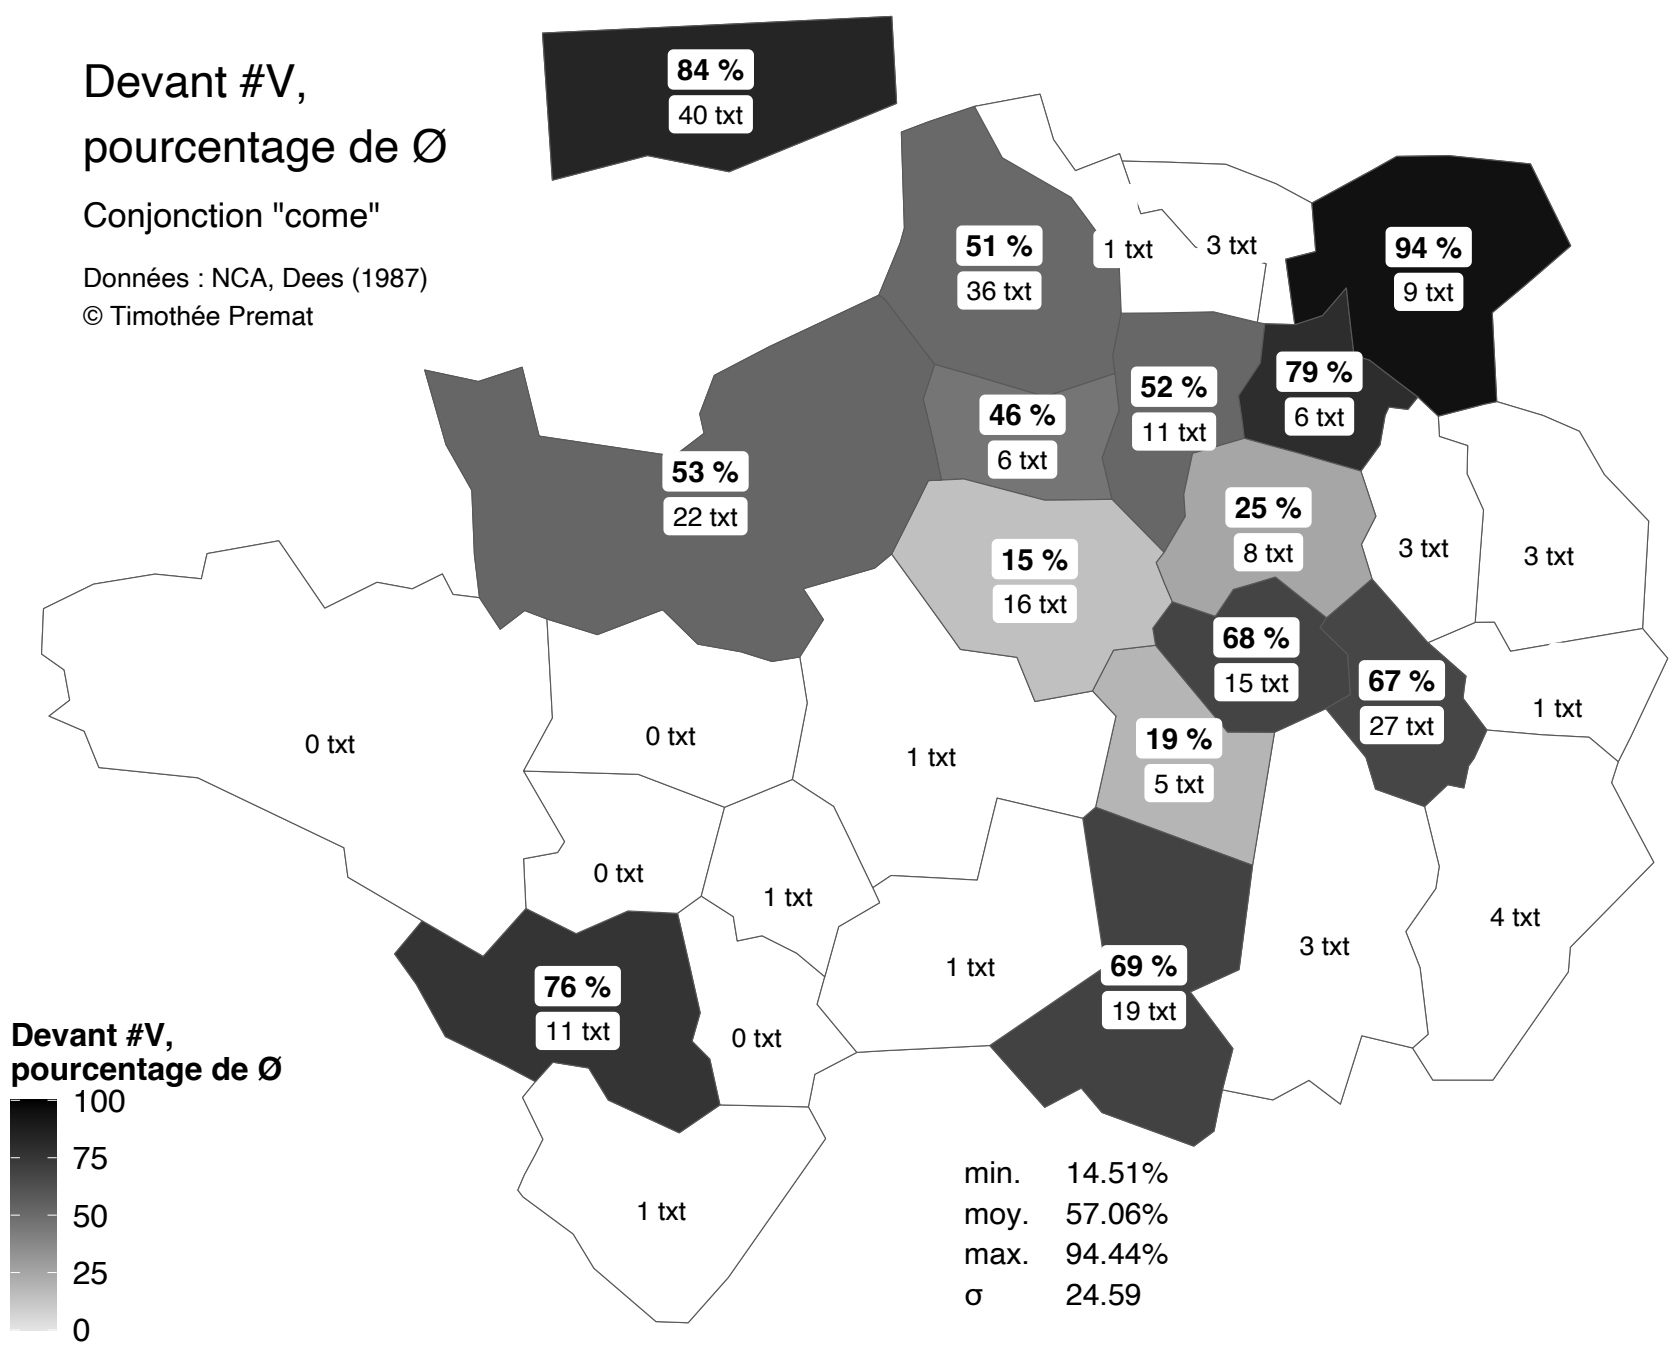 Devant #V,
pourcentage de Ø
Conjonction "come"
Données : NCA, Dees (1987)
© Timothée Premat
84 %
40 txt
51 %
36 txt
1 txt
3 txt
94 %
9 txt
79 %
6 txt
52 %
11 txt
46 %
6 txt
53 %
22 txt
25 %
8 txt
3 txt
3 txt
15 %
16 txt
68 %
15 txt
67 %
27 txt
1 txt
0 txt
0 txt
1 txt
19 %
5 txt
0 txt
1 txt
4 txt
3 txt
1 txt
69 %
19 txt
76 %
11 txt
0 txt
1 txt
Devant #V,
pourcentage de Ø
100
75
50
25
0
min. 14.51%
moy. 57.06%
max. 94.44%
σ 24.59